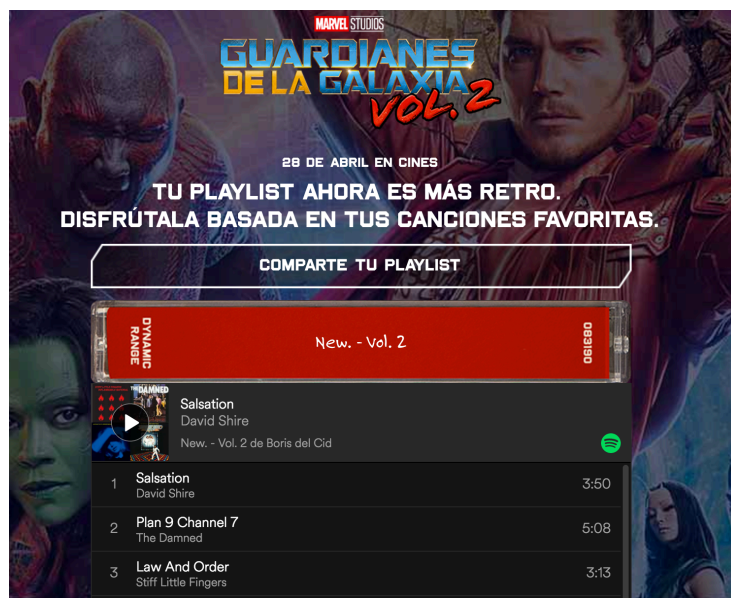 MARVEL STUDIOS
GUARDIANES
DE LA GALAXIA
VOL. 2
28 DE ABRIL EN CINES
TU PLAYLIST AHORA ES MÁS RETRO.
DISFRÚTALA BASADA EN TUS CANCIONES FAVORITAS.
COMPARTE TU PLAYLIST
DYNAMIC
RANGE
New. - Vol. 2
083190
THE DAMNED
Salsation
David Shire
New. - Vol. 2 de Boris del Cid
1 Salsation 3:50
David Shire
2 Plan 9 Channel 7 5:08
The Damned
3 Law And Order 3:13
Stiff Little Fingers